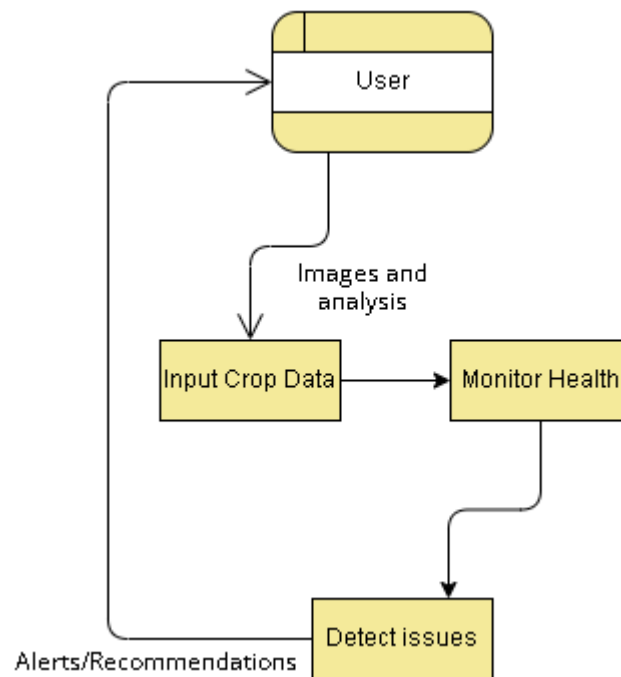 User
Images and
analysis
Input Crop Data
Monitor Health
Detect issues
Alerts/Recommendations